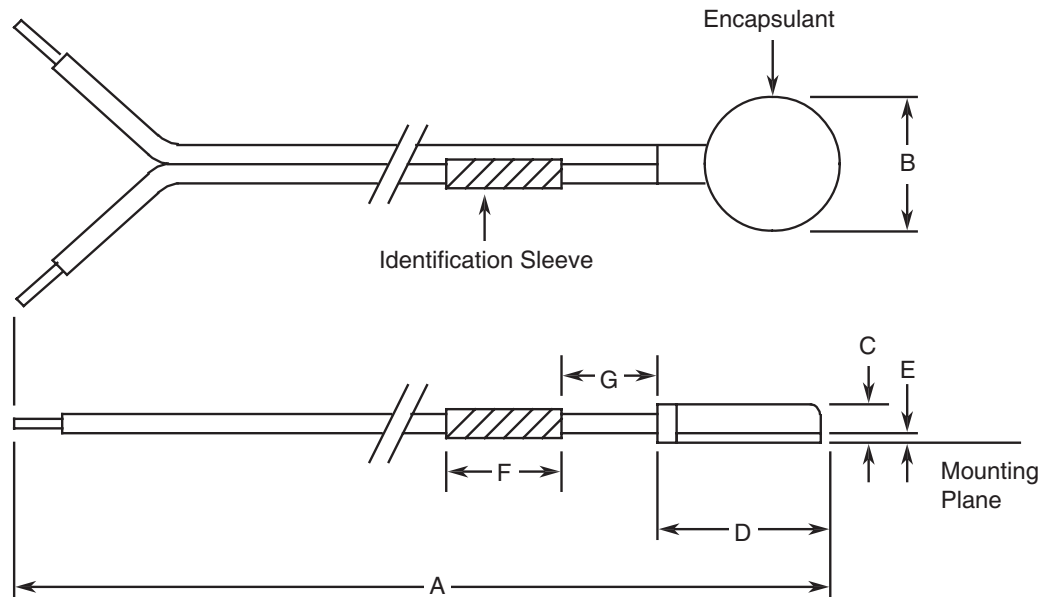 Encapsulant
B
Identification Sleeve
C
E
G
F
Mounting
Plane
D
A